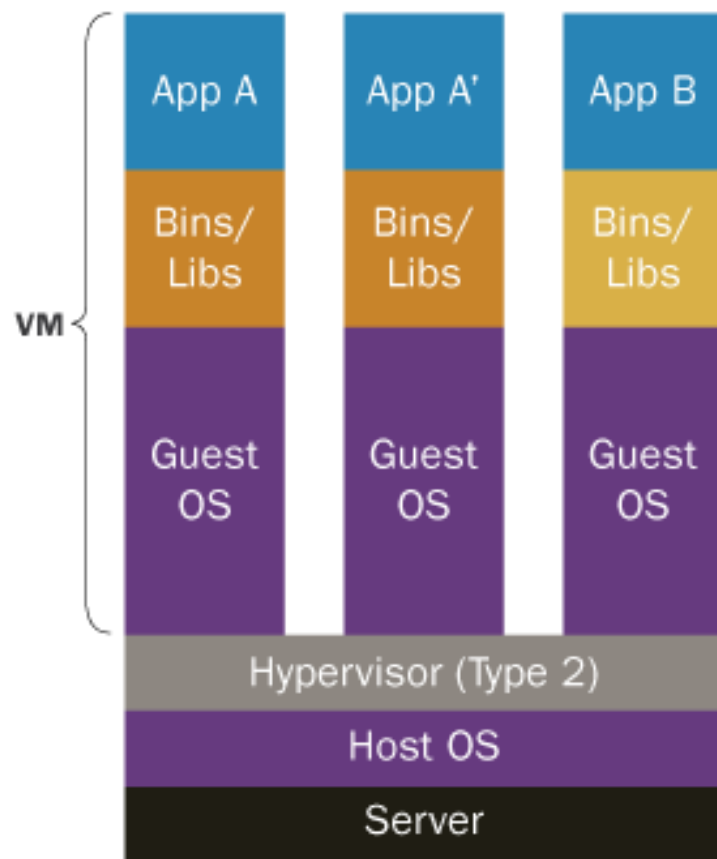 App A
App A'
App B
Bins/
Libs
Bins/
Libs
Bins/
Libs
VM
Guest
OS
Guest
OS
Guest
OS
Hypervisor (Type 2)
Host OS
Server